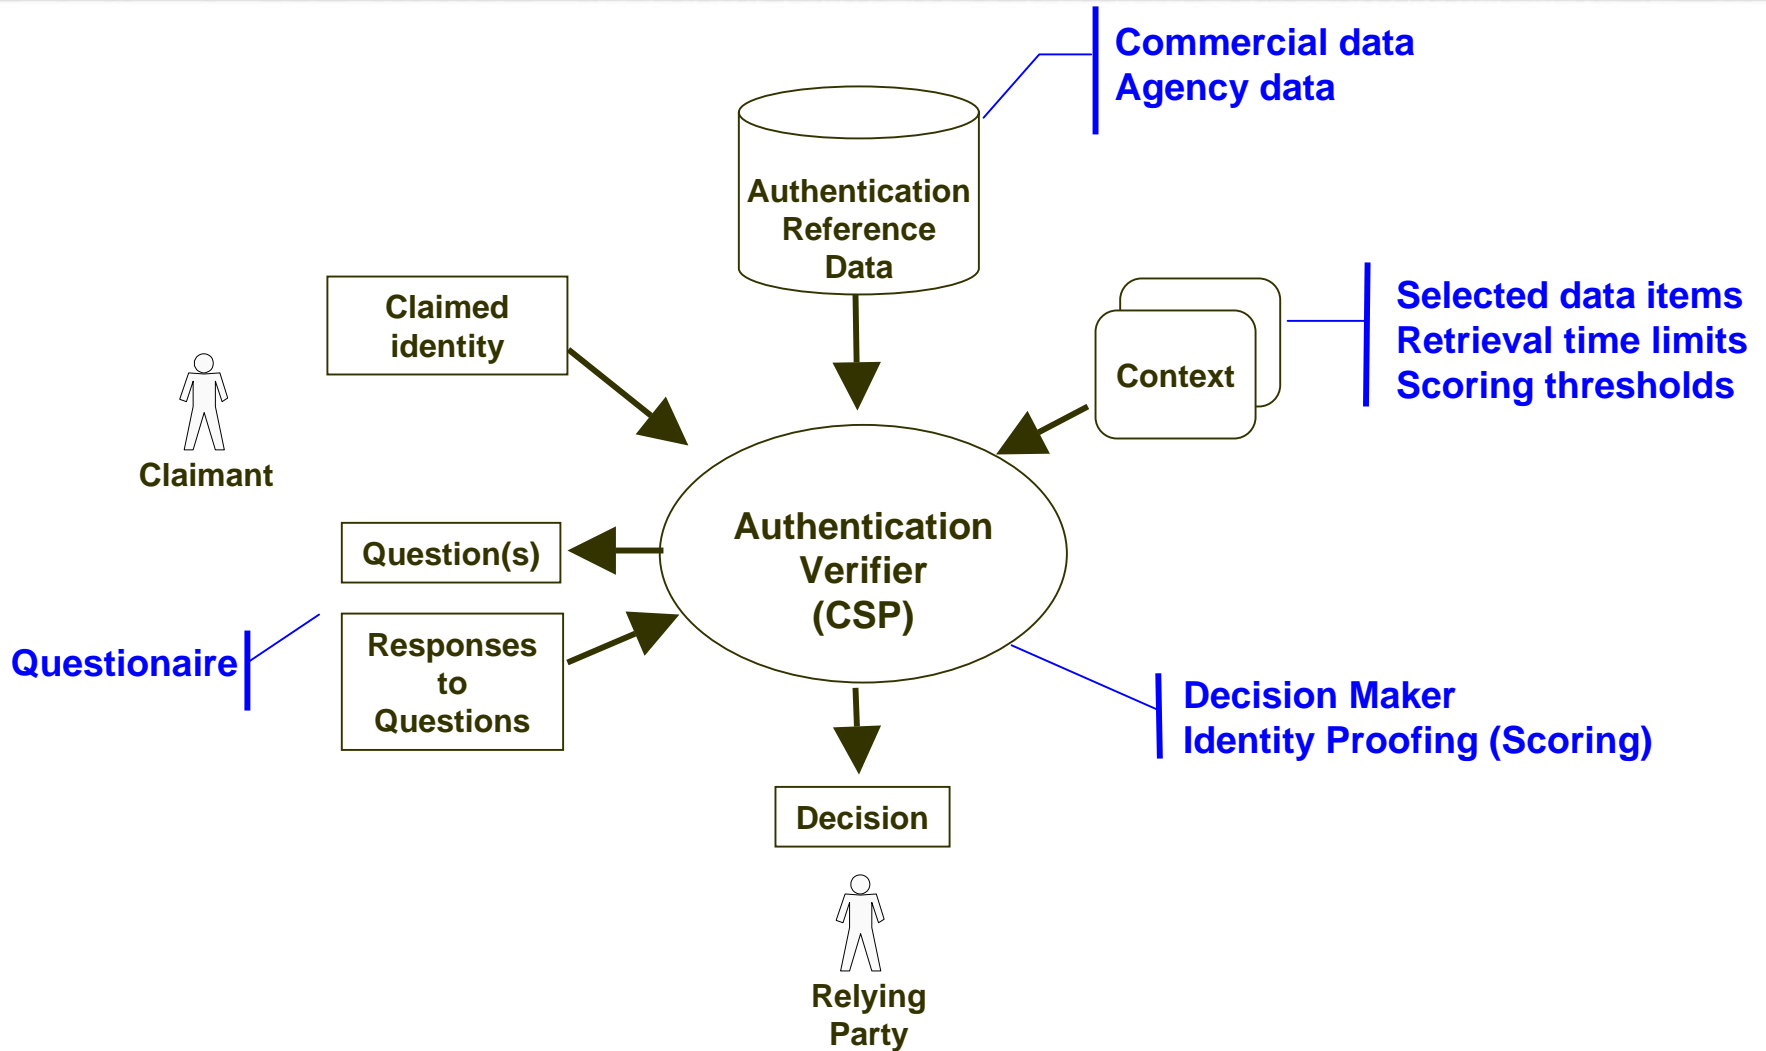 Commercial data
Agency data
Authentication
Reference
Data
Claimed
identity
Selected data items
Retrieval time limits
Scoring thresholds
Context
Claimant
Authentication
Verifier
(CSP)
Question(s)
Responses
to
Questions
Questionaire
Decision Maker
Identity Proofing (Scoring)
Decision
Relying
Party